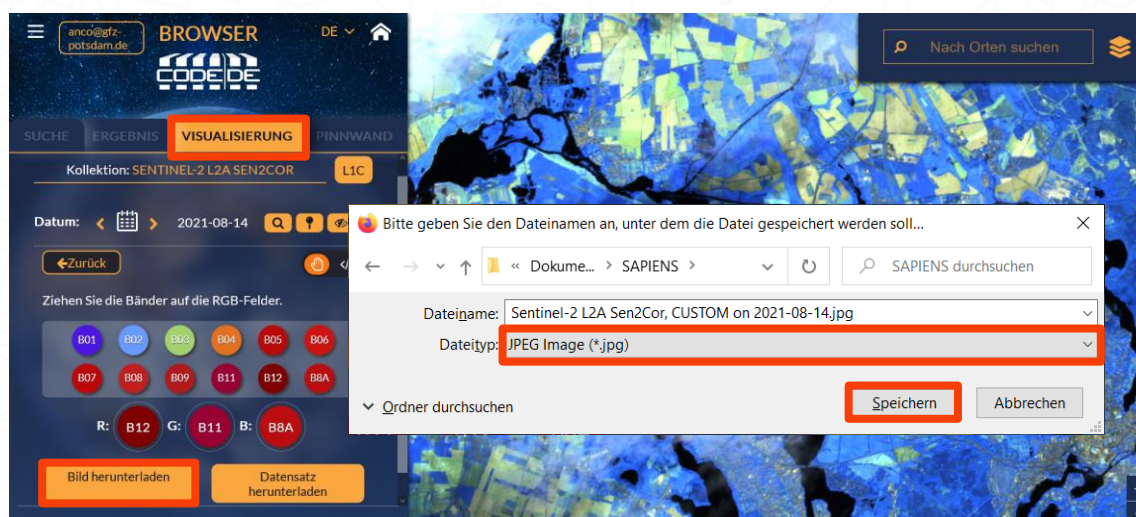 anco@gfz-
potsdam.de
BROWSER
DE
CODE DE
SUCHE ERGEBNIS VISUALISIERUNG PINNWAND
Kollektion: SENTINEL-2 L2A SEN2COR L1C
Datum: 2021-08-14
Zurück
Ziehen Sie die Bänder auf die RGB-Felder.
B01 B02 B03 B04 B05 B06
B07 B08 B09 B11 B12 B8A
R: B12 G: B11 B: B8A
Bild herunterladen
Datensatz
herunterladen
Nach Orten suchen
Bitte geben Sie den Dateinamen an, unter dem die Datei gespeichert werden soll...
« Dokume... > SAPIENS >
SAPIENS durchsuchen
Dateiname: Sentinel-2 L2A Sen2Cor, CUSTOM on 2021-08-14.jpg
Dateityp: JPEG Image (*.jpg)
Ordner durchsuchen
Speichern
Abbrechen